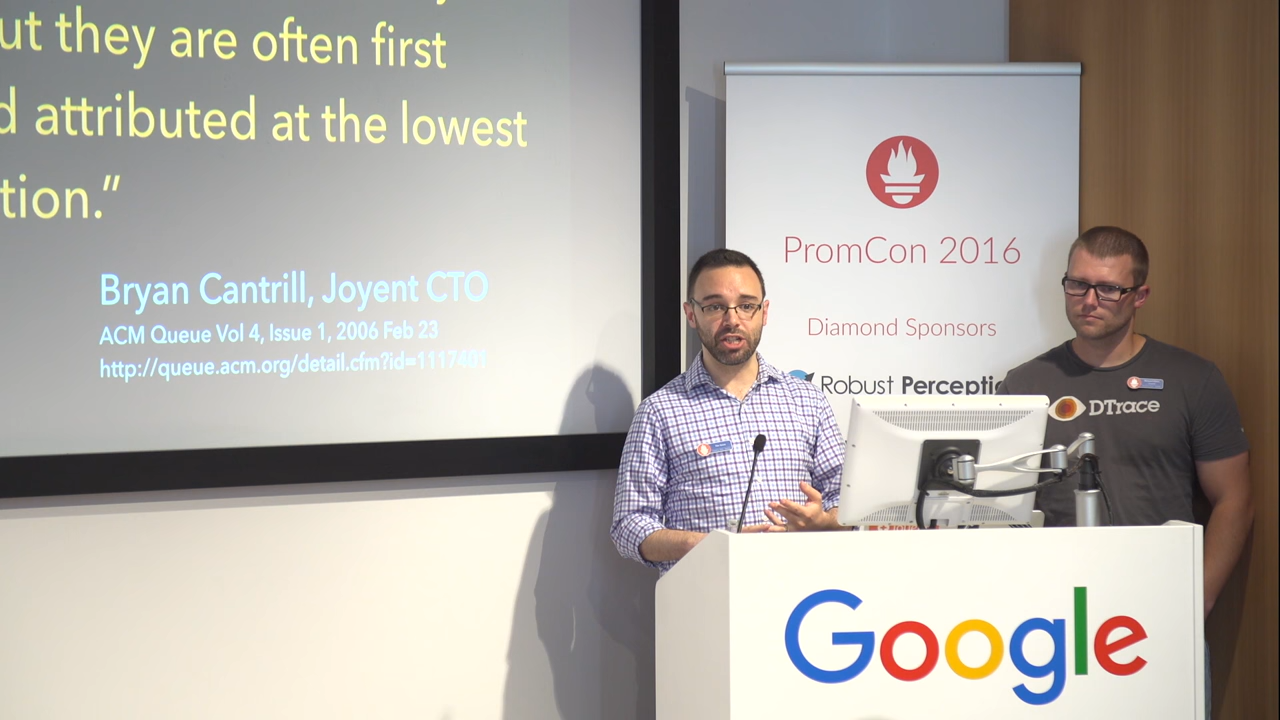 ut they are often first
d attributed at the lowest
tion.”
Bryan Cantrill, Joyent CTO
ACM Queue Vol 4, Issue 1, 2006 Feb 23
http://queue.acm.org/detail.cfm?id=1117401
PromCon 2016
Diamond Sponsors
Robust Perceptio
DTrace
Google